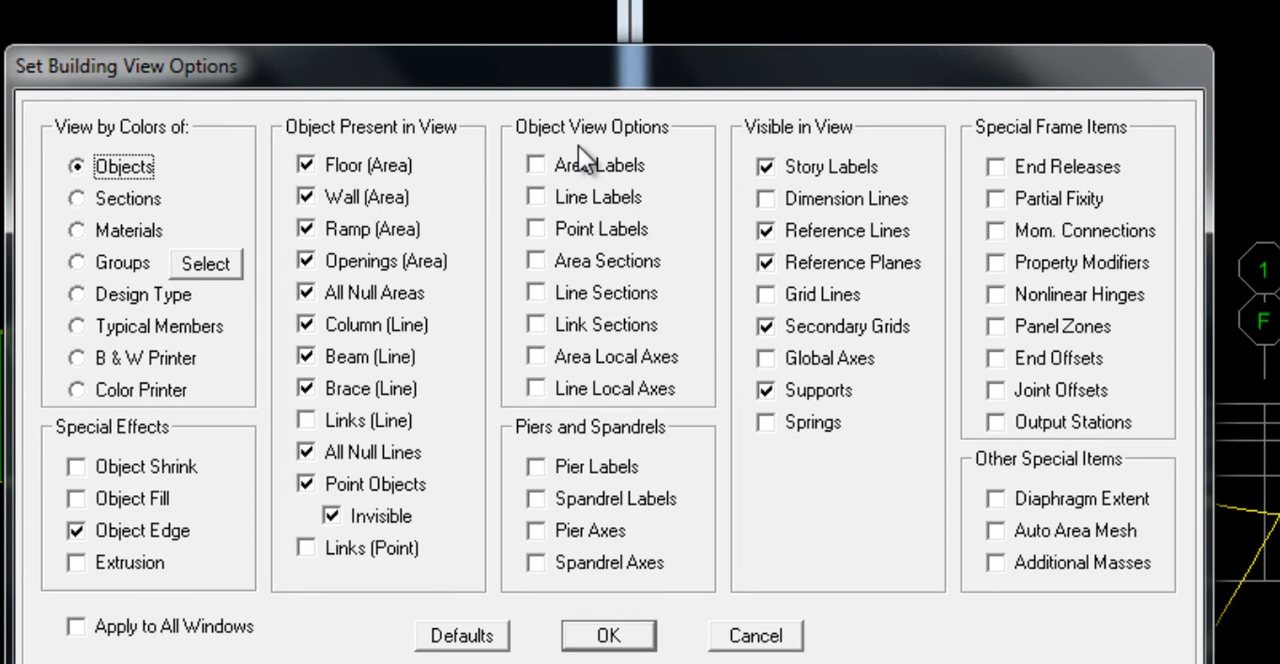 Set Building View Options
View by Colors of:
Objects
Sections
Materials
Groups
Select
Design Type
Typical Members
B & W Printer
Color Printer
Special Effects
Object Shrink
Object Fill
Object Edge
Extrusion
Apply to All Windows
Object Present in View
Floor (Area)
Wall (Area)
Ramp (Area)
Openings (Area)
All Null Areas
Column (Line)
Beam (Line)
Brace (Line)
Links (Line)
All Null Lines
Point Objects
Invisible
Links (Point)
Object View Options
Area Labels
Line Labels
Point Labels
Area Sections
Line Sections
Link Sections
Area Local Axes
Line Local Axes
Piers and Spandrels
Pier Labels
Spandrel Labels
Pier Axes
Spandrel Axes
Visible in View
Story Labels
Dimension Lines
Reference Lines
Reference Planes
Grid Lines
Secondary Grids
Global Axes
Supports
Springs
Special Frame Items
End Releases
Partial Fixity
Mom. Connections
Property Modifiers
Nonlinear Hinges
Panel Zones
End Offsets
Joint Offsets
Output Stations
Other Special Items
Diaphragm Extent
Auto Area Mesh
Additional Masses
Defaults
OK
Cancel
1
F